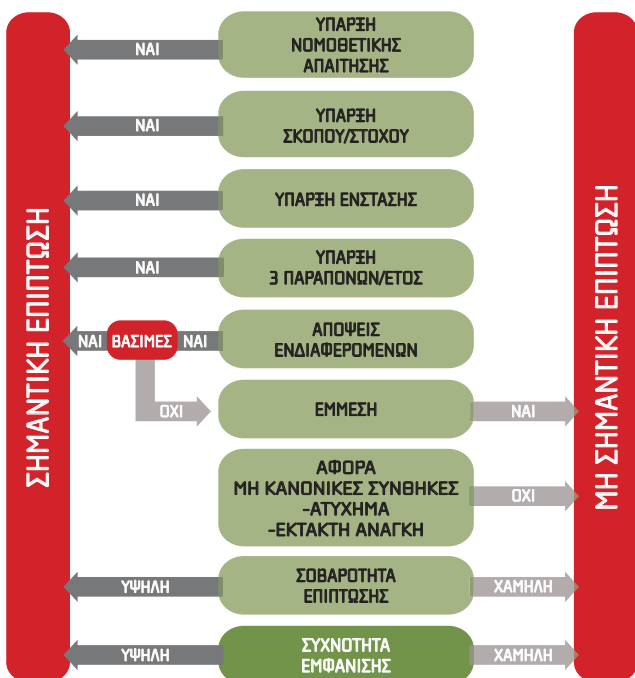 ΥΠΑΡΞΗ
ΝΟΜΟΘΕΤΙΚΗΣ
ΑΠΑΙΤΗΣΗΣ
ΝΑΙ
ΥΠΑΡΞΗ
ΣΚΟΠΟΥ/ΣΤΟΧΟΥ
ΝΑΙ
ΥΠΑΡΞΗ ΕΝΣΤΑΣΗΣ
ΝΑΙ
ΥΠΑΡΞΗ
3 ΠΑΡΑΠΟΝΩΝ/ΕΤΟΣ
ΝΑΙ
ΑΠΟΨΕΙΣ
ΕΝΔΙΑΦΕΡΟΜΕΝΩΝ
ΝΑΙ ΒΑΣΙΜΕΣ ΝΑΙ
ΟΧΙ
ΕΜΜΕΣΗ
ΝΑΙ
ΑΦΟΡΑ
ΜΗ ΚΑΝΟΝΙΚΕΣ ΣΥΝΘΗΚΕΣ
-ΑΤΥΧΗΜΑ
-ΕΚΤΑΚΤΗ ΑΝΑΓΚΗ
ΟΧΙ
ΥΨΗΛΗ
ΣΟΒΑΡΟΤΗΤΑ
ΕΠΙΠΤΩΣΗΣ
ΧΑΜΗΛΗ
ΥΨΗΛΗ
ΣΥΧΝΟΤΗΤΑ
ΕΜΦΑΝΙΣΗΣ
ΧΑΜΗΛΗ
ΣΗΜΑΝΤΙΚΗ ΕΠΙΠΤΩΣΗ
ΜΗ ΣΗΜΑΝΤΙΚΗ ΕΠΙΠΤΩΣΗ